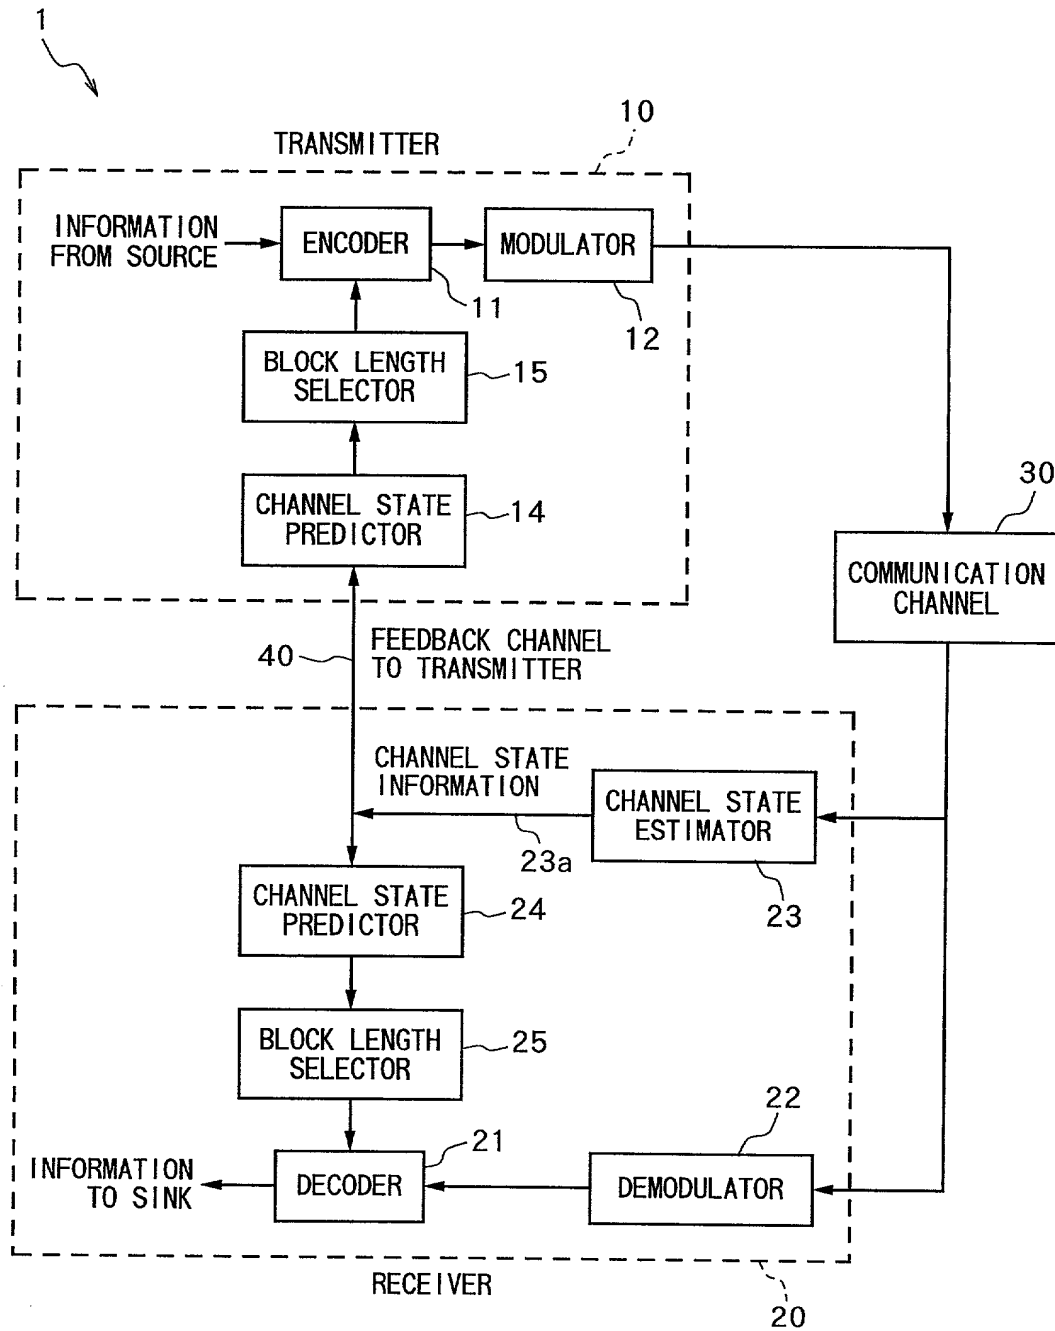 1
10
TRANSMITTER
INFORMATION
FROM SOURCE
ENCODER
MODULATOR
11
12
BLOCK LENGTH
SELECTOR
15
CHANNEL STATE
PREDICTOR
14
30
COMMUNICATION
CHANNEL
40
FEEDBACK CHANNEL
TO TRANSMITTER
CHANNEL STATE
INFORMATION
23a
CHANNEL STATE
ESTIMATOR
23
CHANNEL STATE
PREDICTOR
24
BLOCK LENGTH
SELECTOR
25
22
21
INFORMATION
TO SINK
DECODER
DEMODULATOR
RECEIVER
20